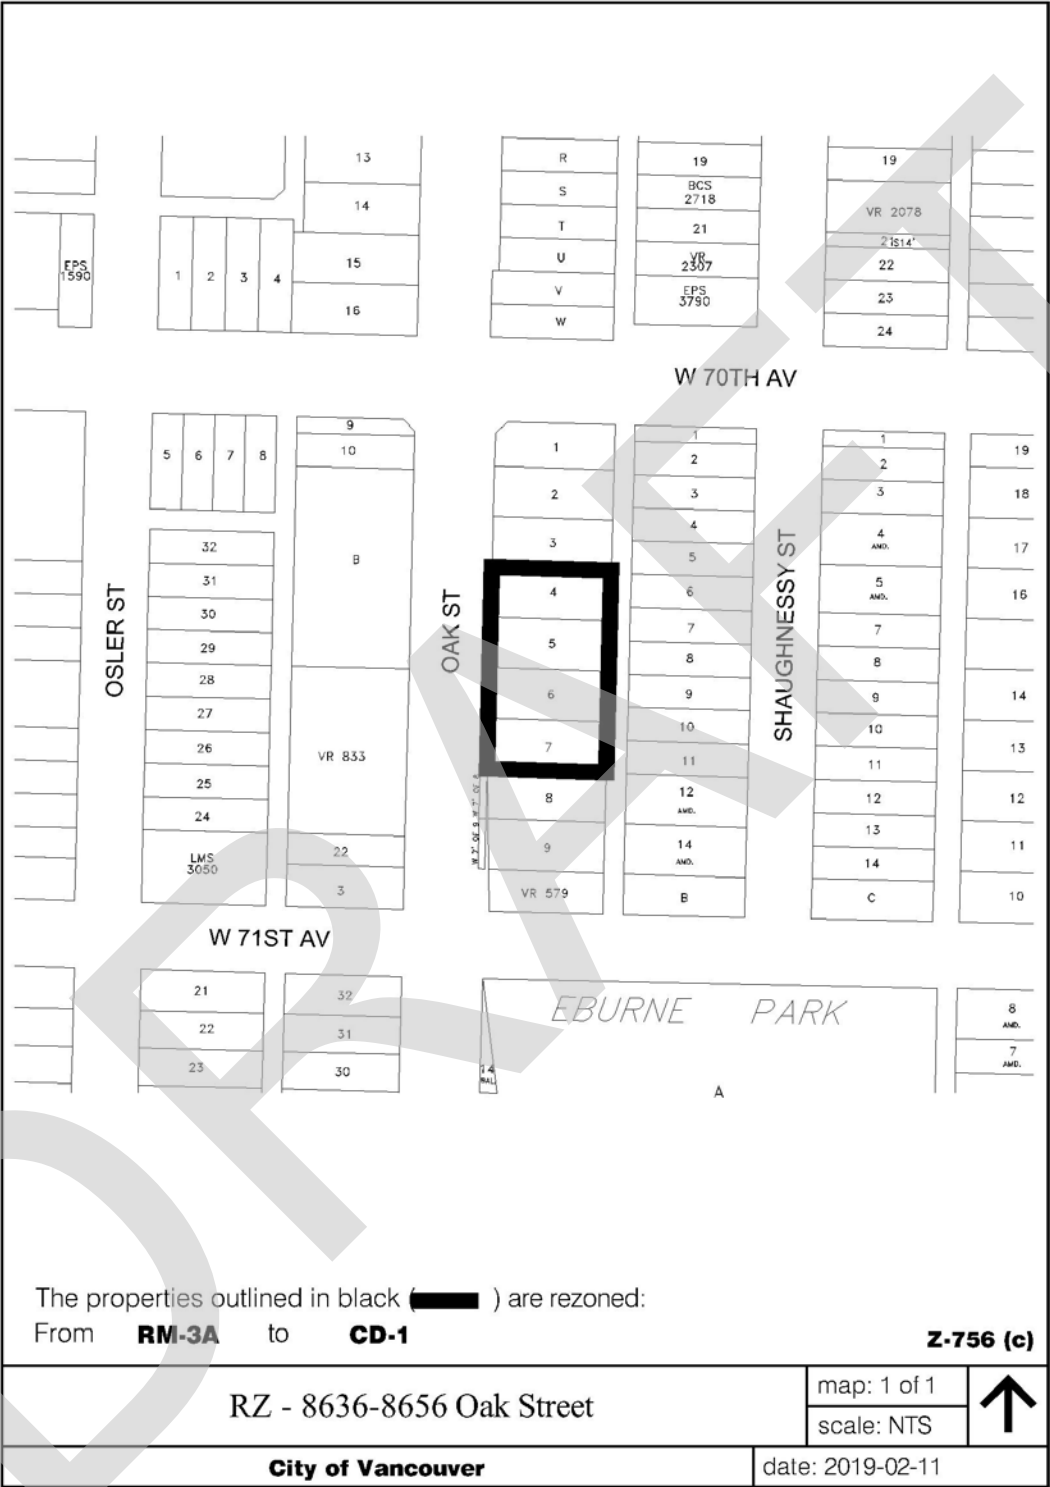 13
14
15
16
R
S
T
U
V
W
19
BCS
2718
21
VR
2307
EPS
3790
19
VR 2078
21 S14'
22
23
24
EPS
1590
1 2 3 4
W 70TH AV
5 6 7 8
9
10
B
VR 833
22
3
32
31
30
29
28
27
26
25
24
LMS
3050
OSLER ST
OAK ST
1
2
3
4
5
6
7
8
9
VR 579
1
2
3
4
5
6
7
8
9
10
11
12
AMD.
14
AMD.
B
SHAUGHNESSY ST
1
2
3
4
AMD.
5
AMD.
7
8
9
10
11
12
13
14
C
19
18
17
16
14
13
12
11
10
W 71ST AV
21
22
23
32
31
30
EBURNE PARK
14
BAL.
A
8
AMD.
7
AMD.
DRAFT
The properties outlined in black ( ) are rezoned:
From RM-3A to CD-1
Z-756 (c)
RZ - 8636-8656 Oak Street
map: 1 of 1
scale: NTS
City of Vancouver
date: 2019-02-11